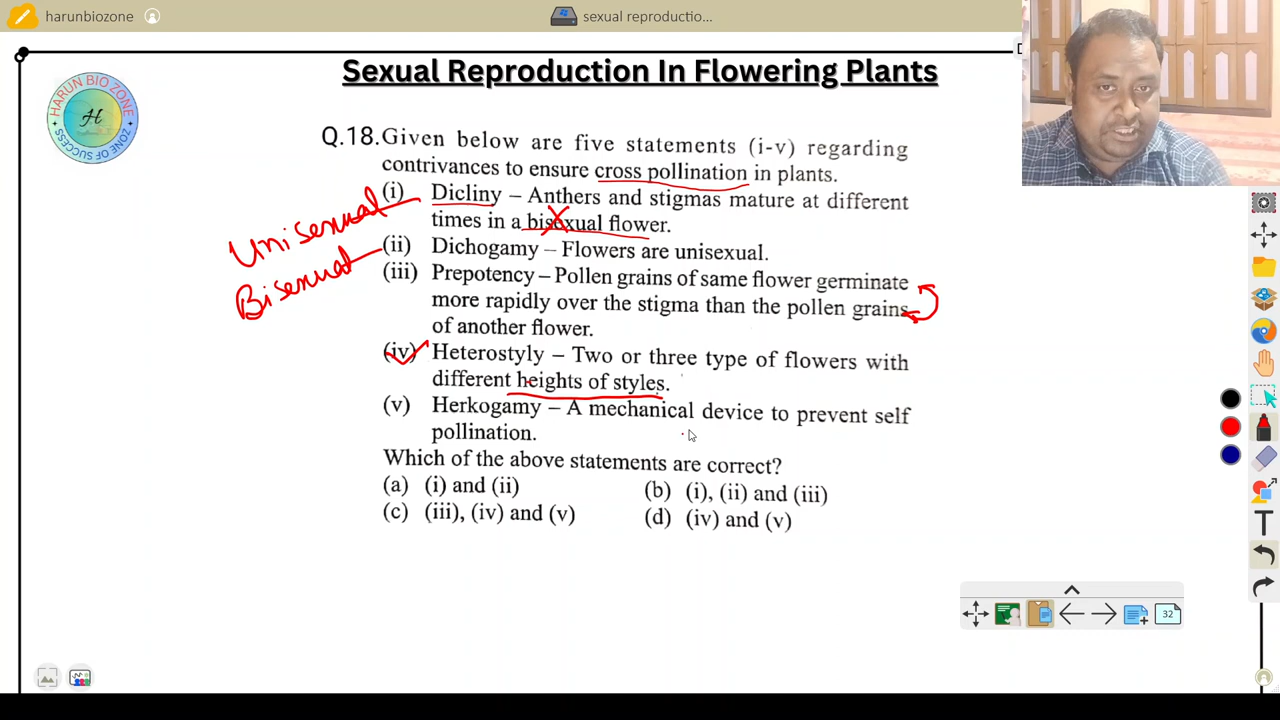 harunbiozone
sexual reproductio...
Sexual Reproduction In Flowering Plants
HARUN BIO ZONE
H
ZONE OF SUCCESS
Q.18. Given below are five statements (i-v) regarding
contrivances to ensure cross pollination in plants.
(i) Dicliny – Anthers and stigmas mature at different
times in a bisexual flower.
Unisexual
(ii) Dichogamy – Flowers are unisexual.
Bisexual
(iii) Prepotency – Pollen grains of same flower germinate
more rapidly over the stigma than the pollen grains
of another flower.
(iv) Heterostyly – Two or three type of flowers with
different heights of styles.
(v) Herkogamy – A mechanical device to prevent self
pollination.
Which of the above statements are correct?
(a) (i) and (ii) (b) (i), (ii) and (iii)
(c) (iii), (iv) and (v) (d) (iv) and (v)
32